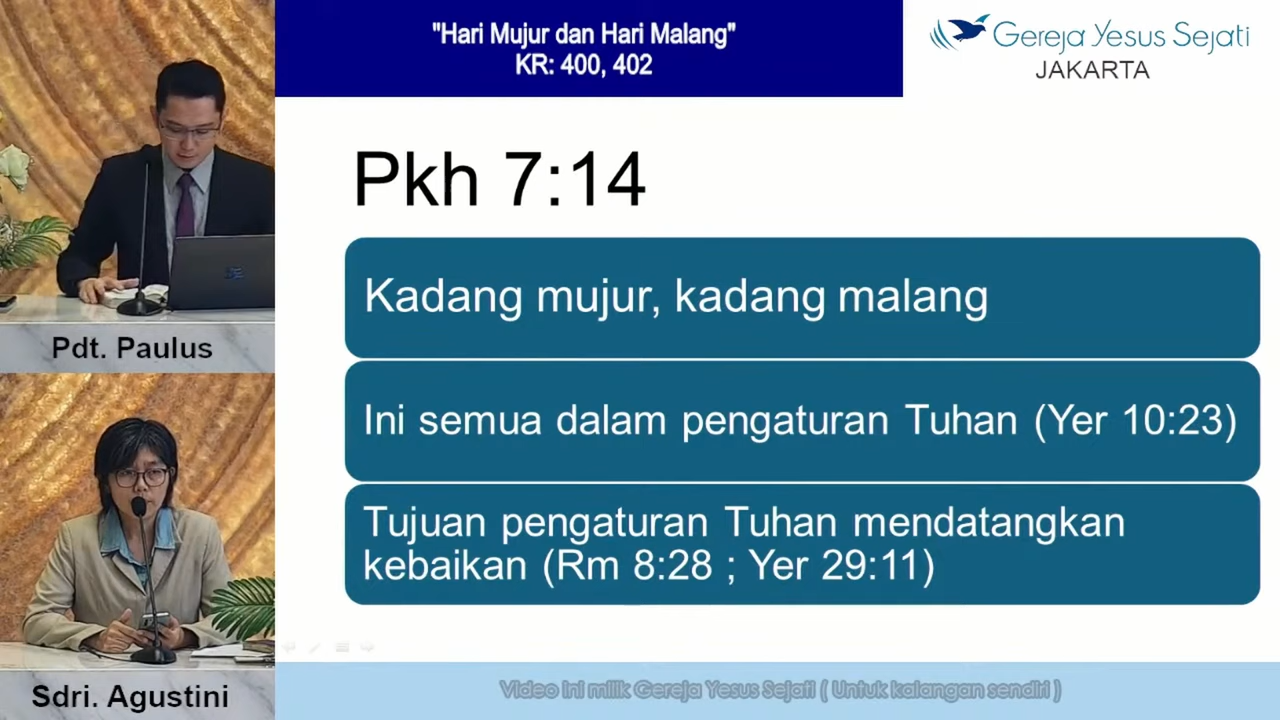 "Hari Mujur dan Hari Malang"
KR: 400, 402
Gereja Yesus Sejati
JAKARTA
Pkh 7:14
Kadang mujur, kadang malang
Ini semua dalam pengaturan Tuhan (Yer 10:23)
Tujuan pengaturan Tuhan mendatangkan
kebaikan (Rm 8:28 ; Yer 29:11)
Pdt. Paulus
Sdri. Agustini
Video ini milik Gereja Yesus Sejati ( Untuk kalangan sendiri )